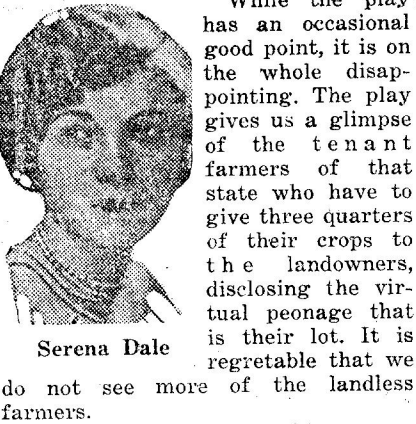 While the play
has an occasional
good point, it is on
the whole disap-
pointing. The play
gives us a glimpse
of the tenant
farmers of that
state who have to
give three quarters
of their crops to
the landowners,
disclosing the vir-
tual peonage that
is their lot. It is
regretable that we
do not see more of the landless
farmers.
Serena Dale